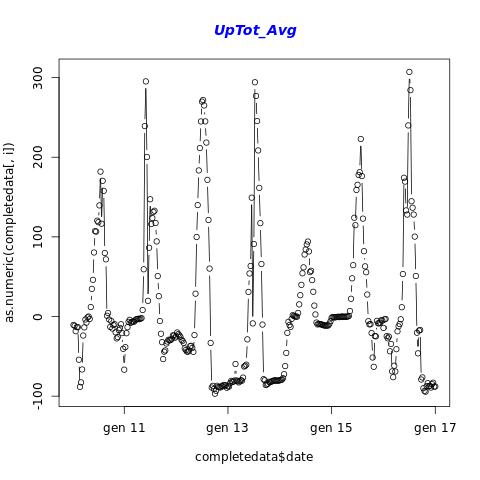 UpTot_Avg
as.numeric(completedata[, i])
300
200
100
0
-100
gen 11
gen 13
gen 15
gen 17
completedata$date